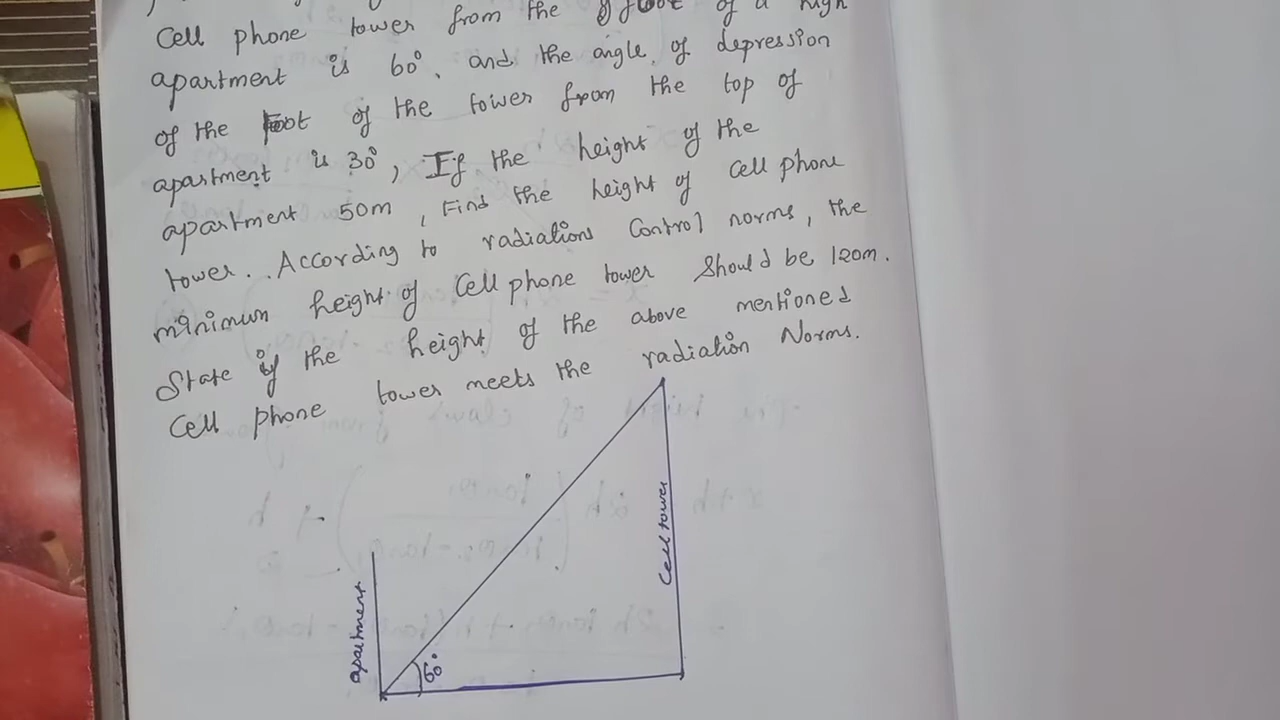 Cell phone tower from the foot of a high
apartment is 60°. and the angle of depression
of the Foot of the tower from the top of
apartment is 30°, If the height of the
apartment 50m, Find the height of cell phone
tower. According to radiations Control norms, the
minimum height of Cell phone tower Should be 120m.
State if the height of the above mentioned
Cell phone tower meets the radiation Norms.
apartment
60°
Cell tower